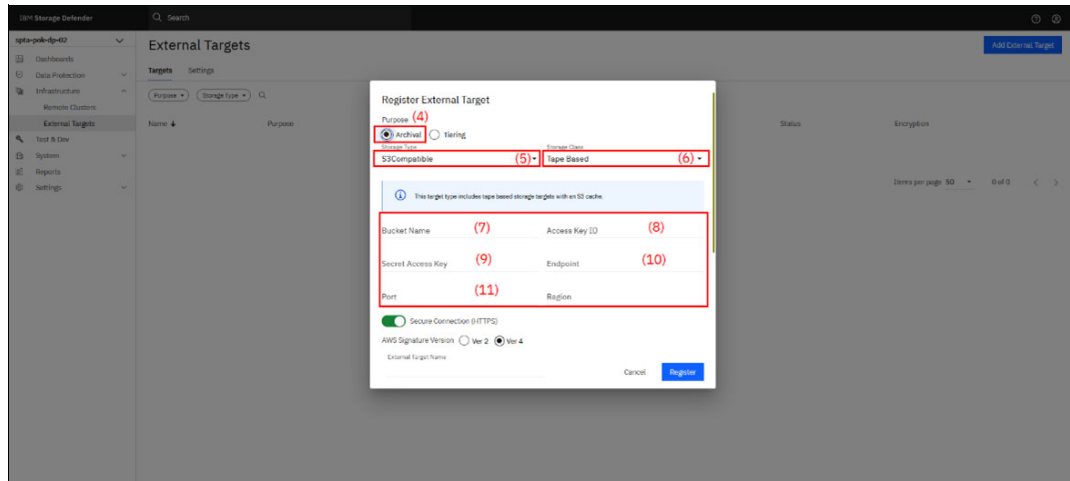 IBM Storage Defender
Search
spta-pole-dp-02
External Targets
Add External Target
Dashboards
Data Protection
Targets Settings
Infrastructure
Purpose Storage Type
Remote Clusters
External Targets
Name Purpose Status Encryption
Test & Dev
System
Reports
Items per page 50 0 of 0
Settings
Register External Target
Purpose (4)
Archival Tiering
Storage Type Storage Class
S3Compatible (5) Tape Based (6)
This target type includes tape based storage targets with an S3 cache.
Bucket Name (7) Access Key ID (8)
Secret Access Key (9) Endpoint (10)
Port (11) Region
Secure Connection (HTTPS)
AWS Signature Version Ver 2 Ver 4
External Target Name
Cancel Register